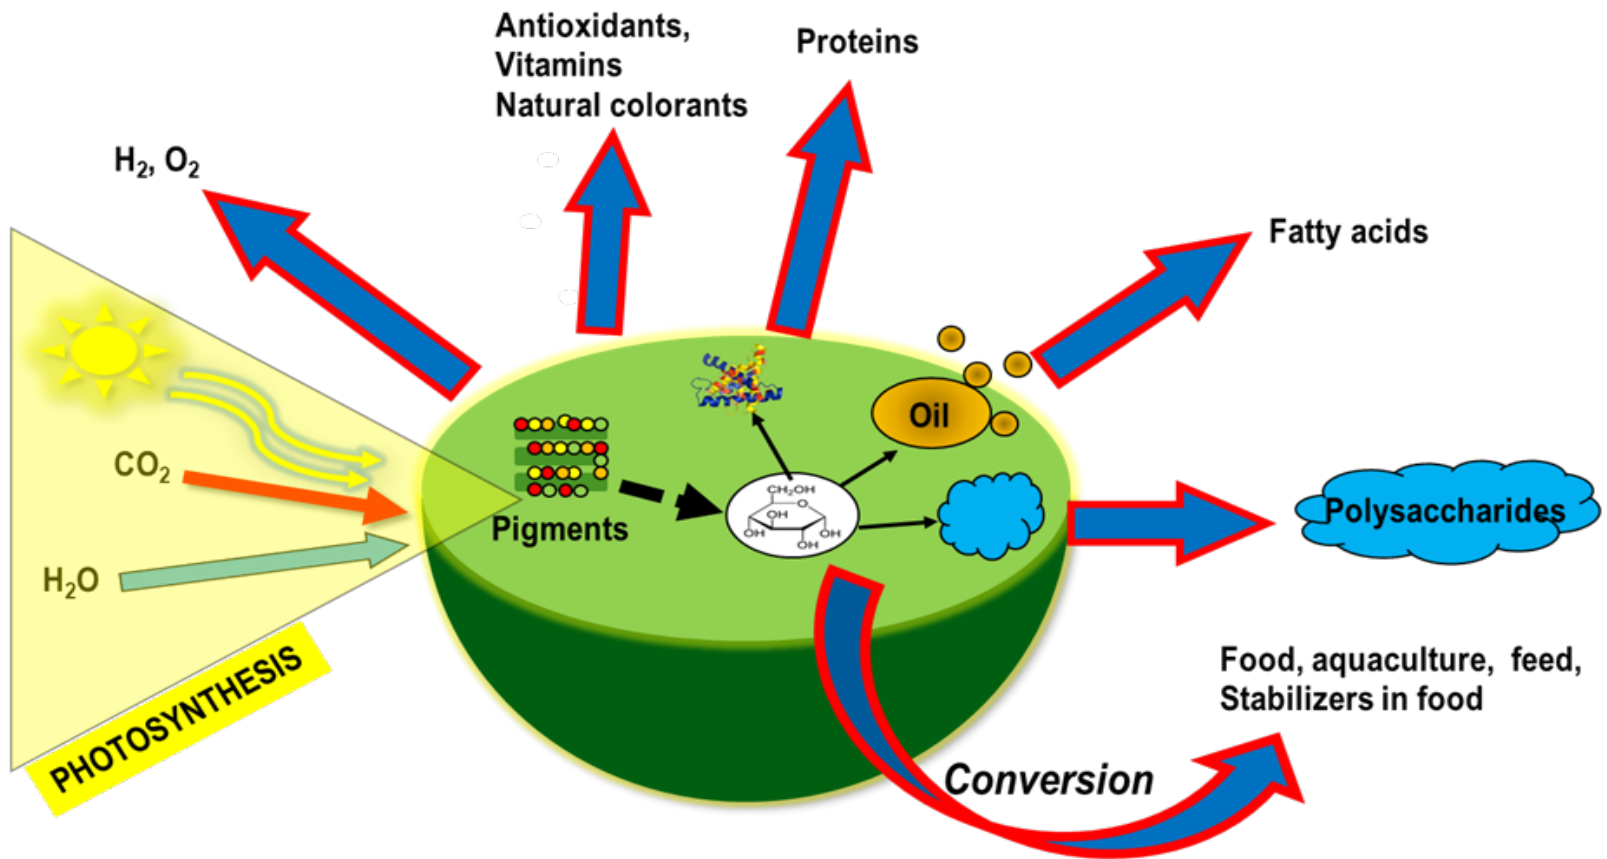 Antioxidants,
Vitamins
Natural colorants
Proteins
H₂, O₂
Fatty acids
CO₂
H₂O
PHOTOSYNTHESIS
Pigments
Oil
CH₂OH
O
OH
OH
OH
OH
Polysaccharides
Food, aquaculture, feed,
Stabilizers in food
Conversion